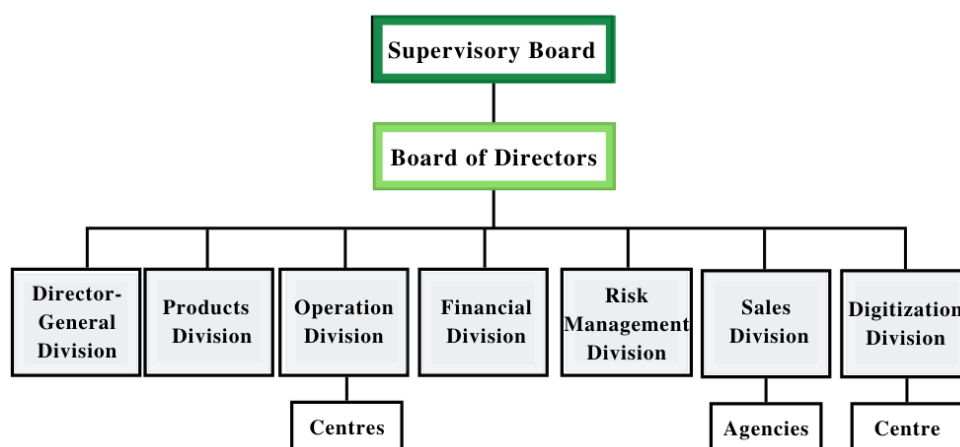 Supervisory Board
Board of Directors
Director-
General
Division
Products
Division
Operation
Division
Financial
Division
Risk
Management
Division
Sales
Division
Digitization
Division
Centres
Agencies
Centre